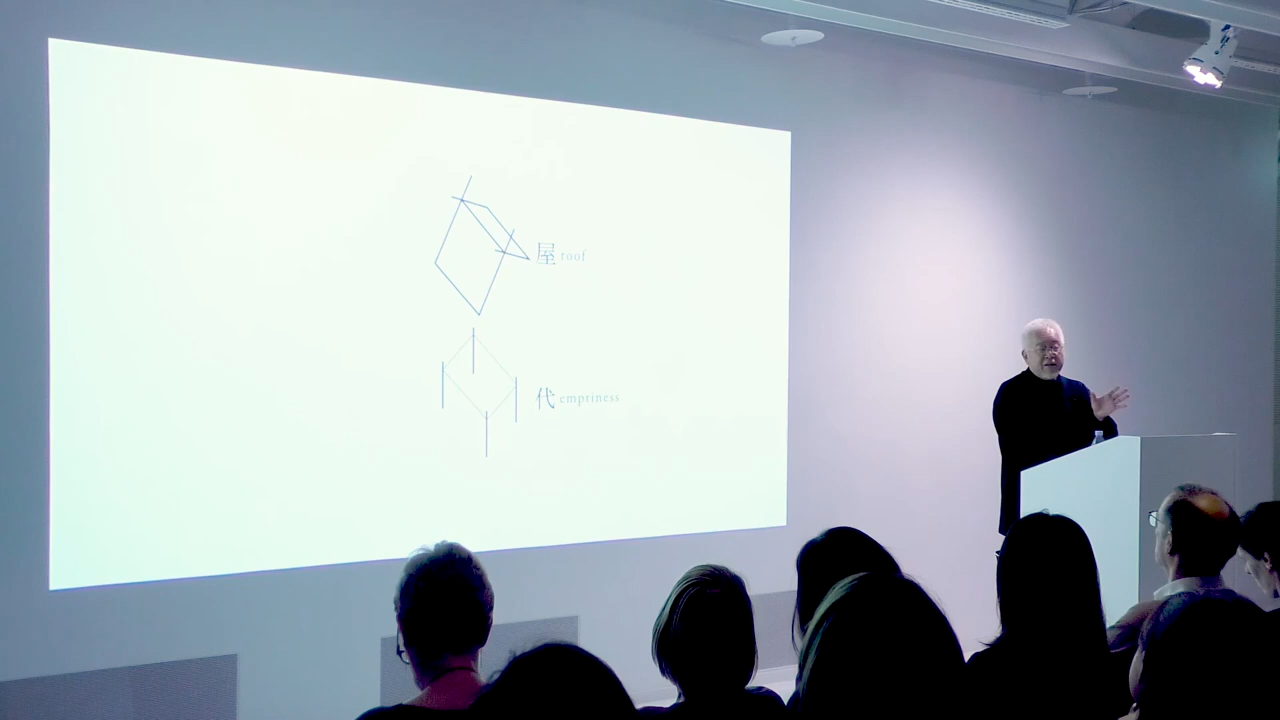 屋 roof
代 emptiness